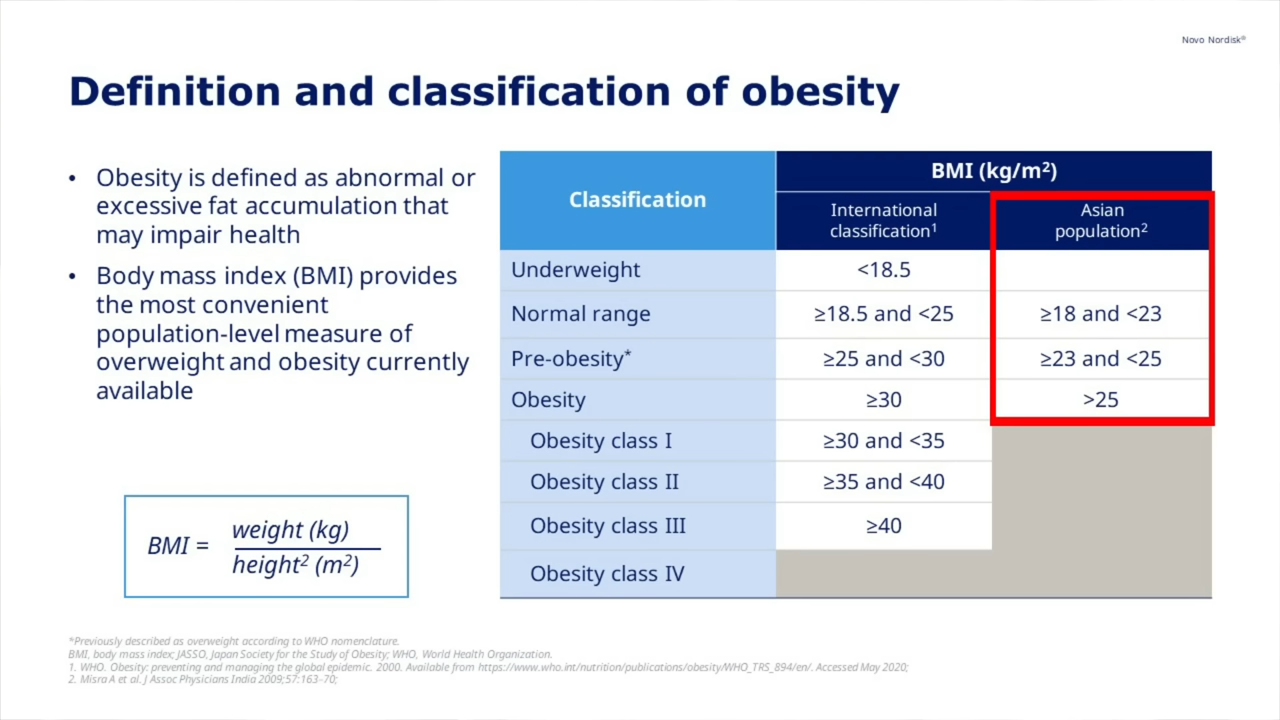 Novo Nordisk®
Definition and classification of obesity
• Obesity is defined as abnormal or
excessive fat accumulation that
may impair health
• Body mass index (BMI) provides
the most convenient
population-level measure of
overweight and obesity currently
available
BMI = weight (kg)
height² (m²)
Classification
BMI (kg/m²)
International
classification¹
Asian
population²
Underweight <18.5
Normal range ≥18.5 and <25 ≥18 and <23
Pre-obesity* ≥25 and <30 ≥23 and <25
Obesity ≥30 >25
Obesity class I ≥30 and <35
Obesity class II ≥35 and <40
Obesity class III ≥40
Obesity class IV
*Previously described as overweight according to WHO nomenclature.
BMI, body mass index; JASSO, Japan Society for the Study of Obesity; WHO, World Health Organization.
1. WHO. Obesity: preventing and managing the global epidemic. 2000. Available from https://www.who.int/nutrition/publications/obesity/WHO_TRS_894/en/. Accessed May 2020;
2. Misra A et al. J Assoc Physicians India 2009;57:163–70;